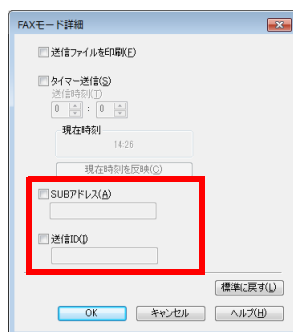 FAXモード詳細
送信ファイルを印刷(F)
タイマー送信(S)
送信時刻(T)
0 : 0
現在時刻
14:26
現在時刻を反映(C)
SUBアドレス(A)
送信ID(I)
標準に戻す(L)
OK キャンセル ヘルプ(H)